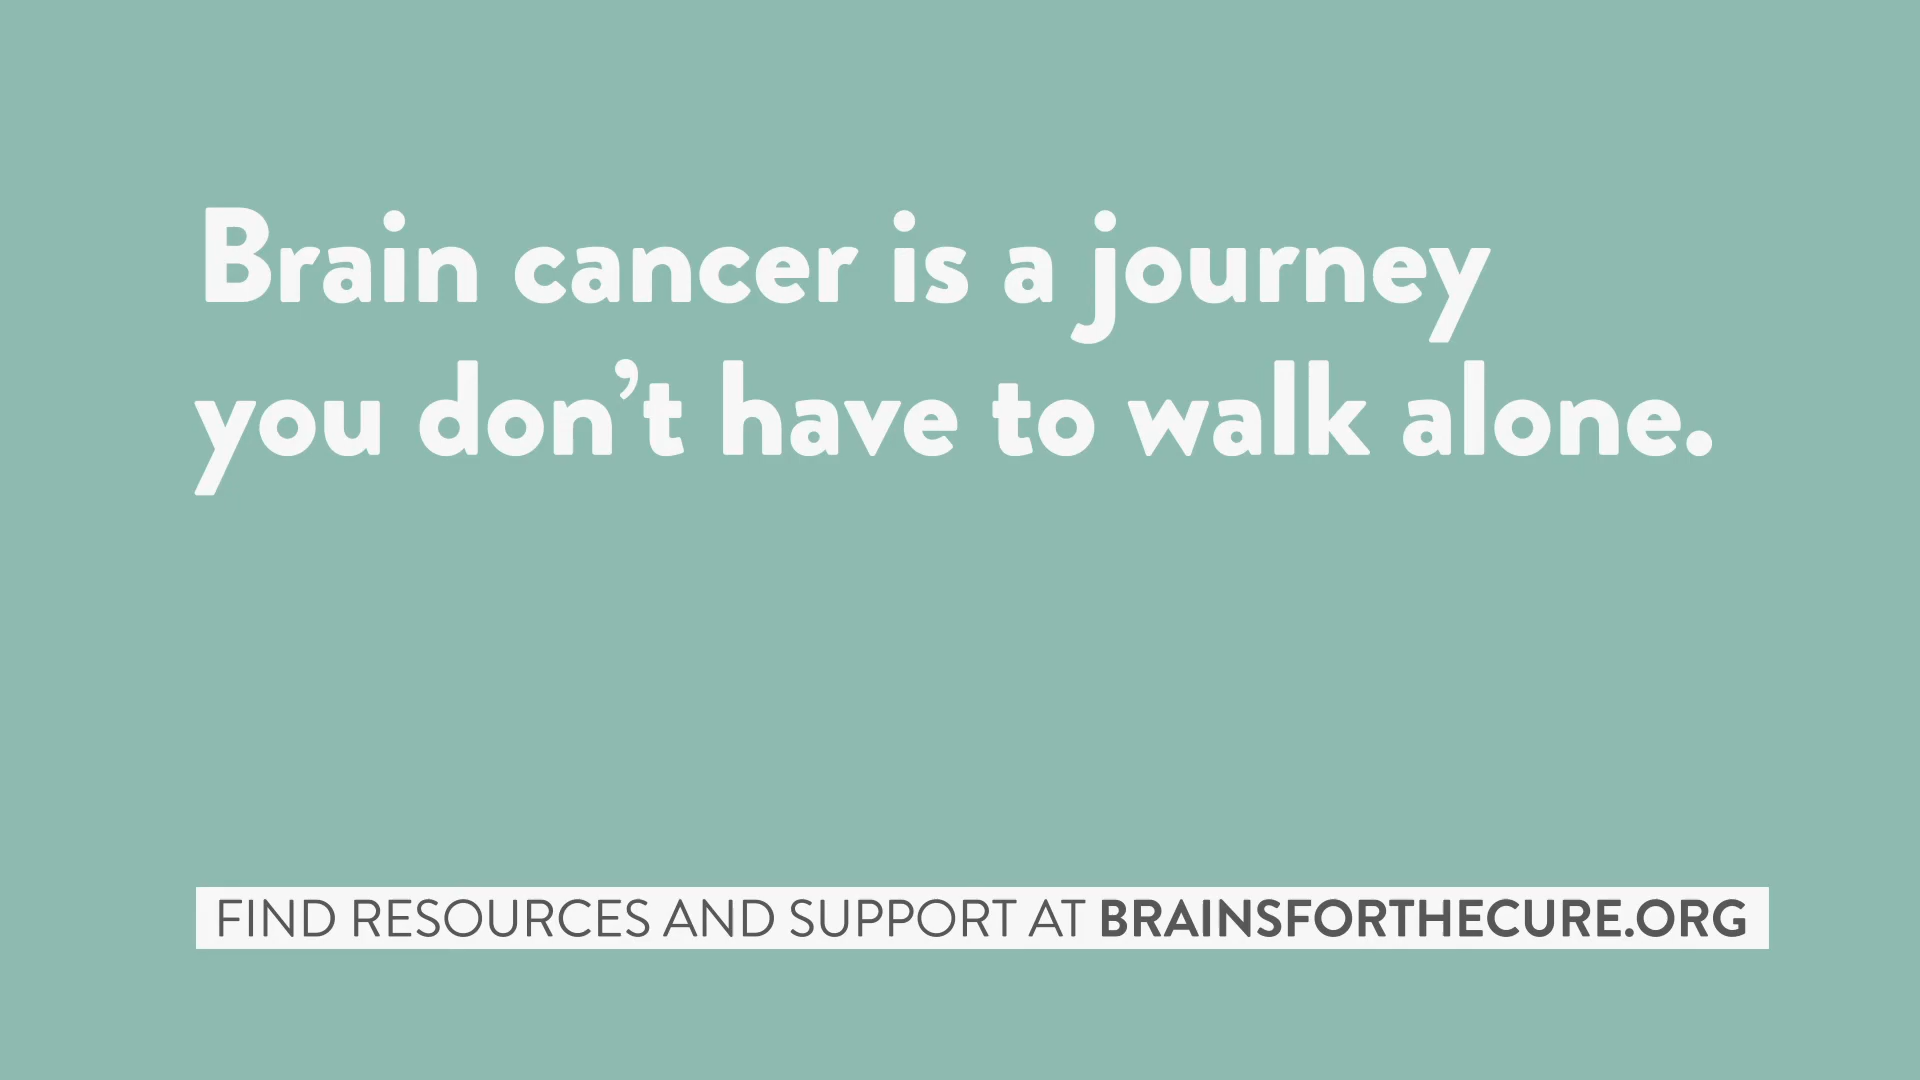 Brain cancer is a journey
you don’t have to walk alone.
FIND RESOURCES AND SUPPORT AT BRAINSFORTHECURE.ORG